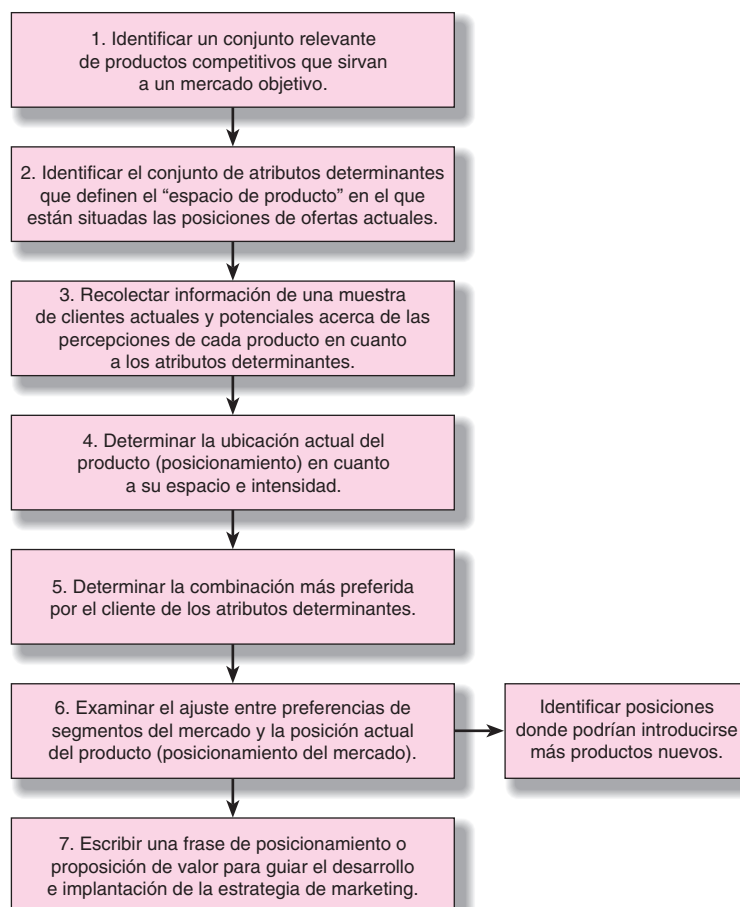 1. Identificar un conjunto relevante
de productos competitivos que sirvan
a un mercado objetivo.
2. Identificar el conjunto de atributos determinantes
que definen el “espacio de producto” en el que
están situadas las posiciones de ofertas actuales.
3. Recolectar información de una muestra
de clientes actuales y potenciales acerca de las
percepciones de cada producto en cuanto
a los atributos determinantes.
4. Determinar la ubicación actual del
producto (posicionamiento) en cuanto
a su espacio e intensidad.
5. Determinar la combinación más preferida
por el cliente de los atributos determinantes.
6. Examinar el ajuste entre preferencias de
segmentos del mercado y la posición actual
del producto (posicionamiento del mercado).
Identificar posiciones
donde podrían introducirse
más productos nuevos.
7. Escribir una frase de posicionamiento o
proposición de valor para guiar el desarrollo
e implantación de la estrategia de marketing.